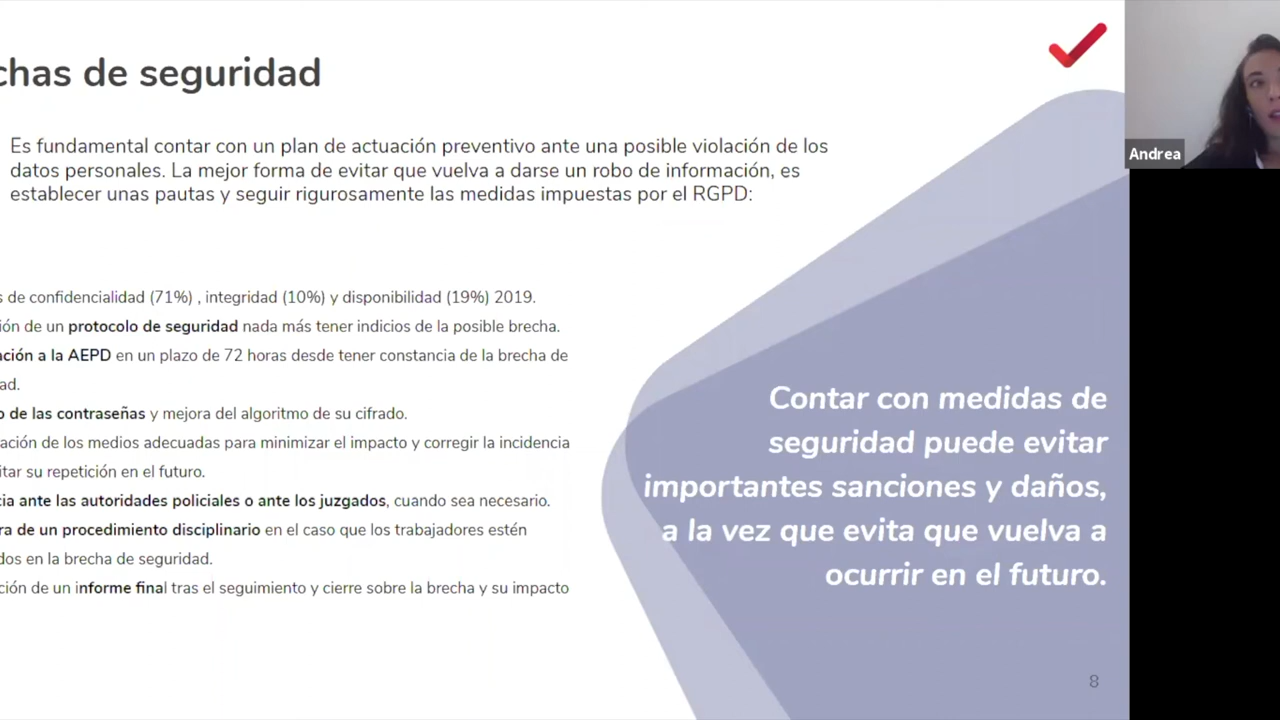 chas de seguridad
Es fundamental contar con un plan de actuación preventivo ante una posible violación de los
datos personales. La mejor forma de evitar que vuelva a darse un robo de información, es
establecer unas pautas y seguir rigurosamente las medidas impuestas por el RGPD:
s de confidencialidad (71%) , integridad (10%) y disponibilidad (19%) 2019.
ión de un protocolo de seguridad nada más tener indicios de la posible brecha.
ación a la AEPD en un plazo de 72 horas desde tener constancia de la brecha de
ad.
o de las contraseñas y mejora del algoritmo de su cifrado.
ación de los medios adecuadas para minimizar el impacto y corregir la incidencia
itar su repetición en el futuro.
cia ante las autoridades policiales o ante los juzgados, cuando sea necesario.
ra de un procedimiento disciplinario en el caso que los trabajadores estén
dos en la brecha de seguridad.
ción de un informe final tras el seguimiento y cierre sobre la brecha y su impacto
Contar con medidas de
seguridad puede evitar
importantes sanciones y daños,
a la vez que evita que vuelva a
ocurrir en el futuro.
8
Andrea